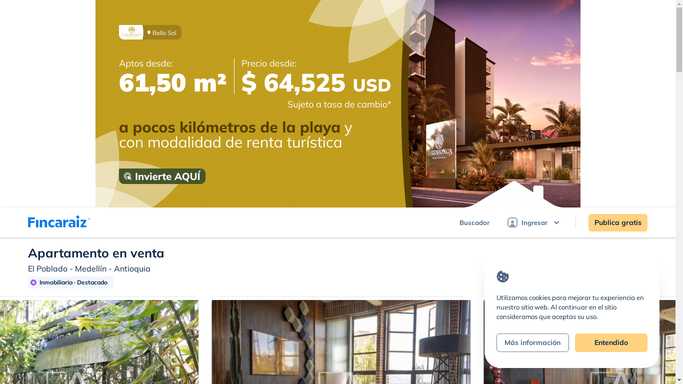 Bello Sol
Aptos desde:
61,50 m²
Precio desde:
$ 64,525 USD
Sujeto a tasa de cambio*
a pocos kilómetros de la playa y
con modalidad de renta turística
Invierte AQUÍ
Fincaraiz
Buscador
Ingresar
Publica gratis
Apartamento en venta
El Poblado - Medellín - Antioquia
Inmobiliaria · Destacado
Utilizamos cookies para mejorar tu experiencia en
nuestro sitio web. Al continuar en el sitio
consideramos que aceptas su uso.
Más información
Entendido